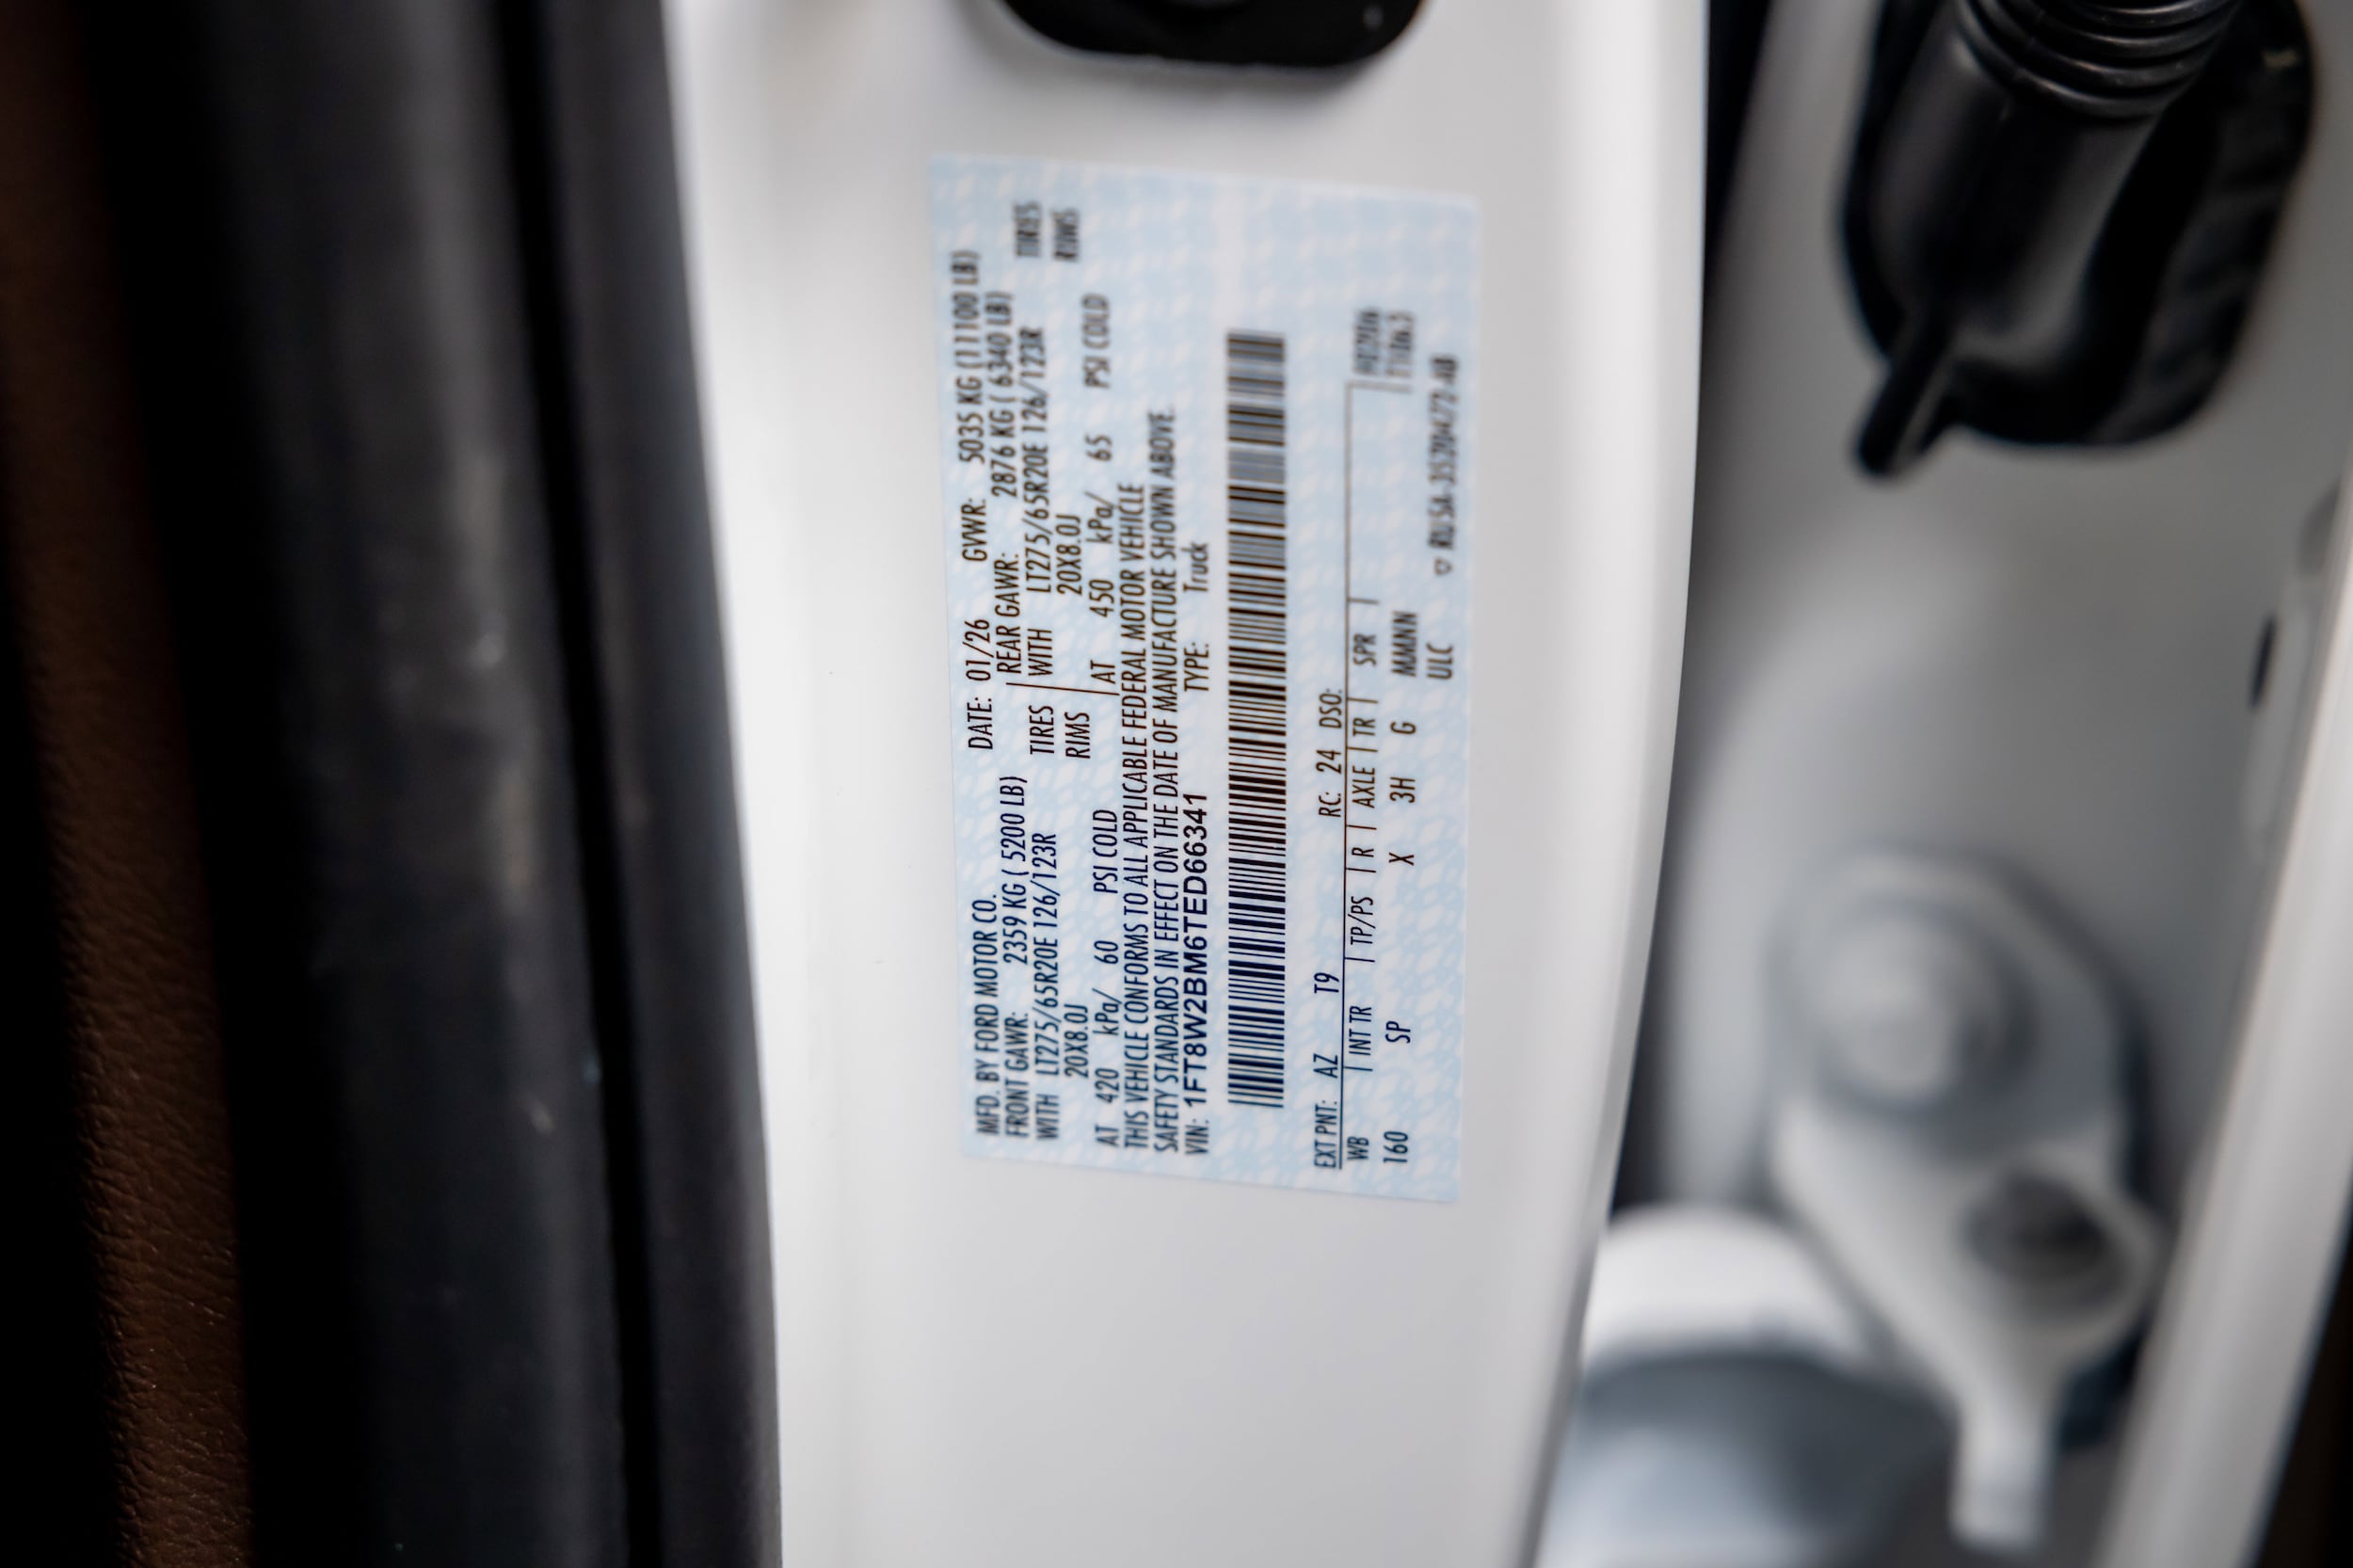 MFD. BY FORD MOTOR CO. DATE: 01/26 GVWR: 5035 KG (11100 LB)
FRONT GAWR: 2359 KG ( 5200 LB) REAR GAWR: 2876 KG ( 6340 LB)
WITH LT275/65R20E 126/123R TIRES WITH LT275/65R20E 126/123R TIRES
20X8.0J RIMS 20X8.0J RIMS
AT 420 kPa/ 60 PSI COLD AT 450 kPa/ 65 PSI COLD
THIS VEHICLE CONFORMS TO ALL APPLICABLE FEDERAL MOTOR VEHICLE
SAFETY STANDARDS IN EFFECT ON THE DATE OF MANUFACTURE SHOWN ABOVE.
VIN: 1FT8W2BM6TED66341 TYPE: Truck
EXT PNT: AZ T9 RC: 24 DSO:
WB INT TR TP/PS R AXLE TR SPR
160 SP X 3H G MMNN
ULC